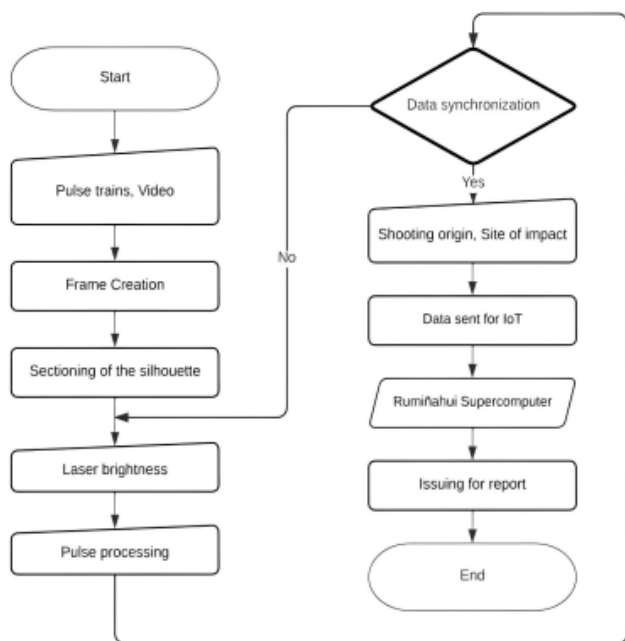 Start
Pulse trains, Video
Frame Creation
Sectioning of the silhouette
Laser brightness
Pulse processing
No
Data synchronization
Yes
Shooting origin, Site of impact
Data sent for IoT
Rumiñahui Supercomputer
Issuing for report
End